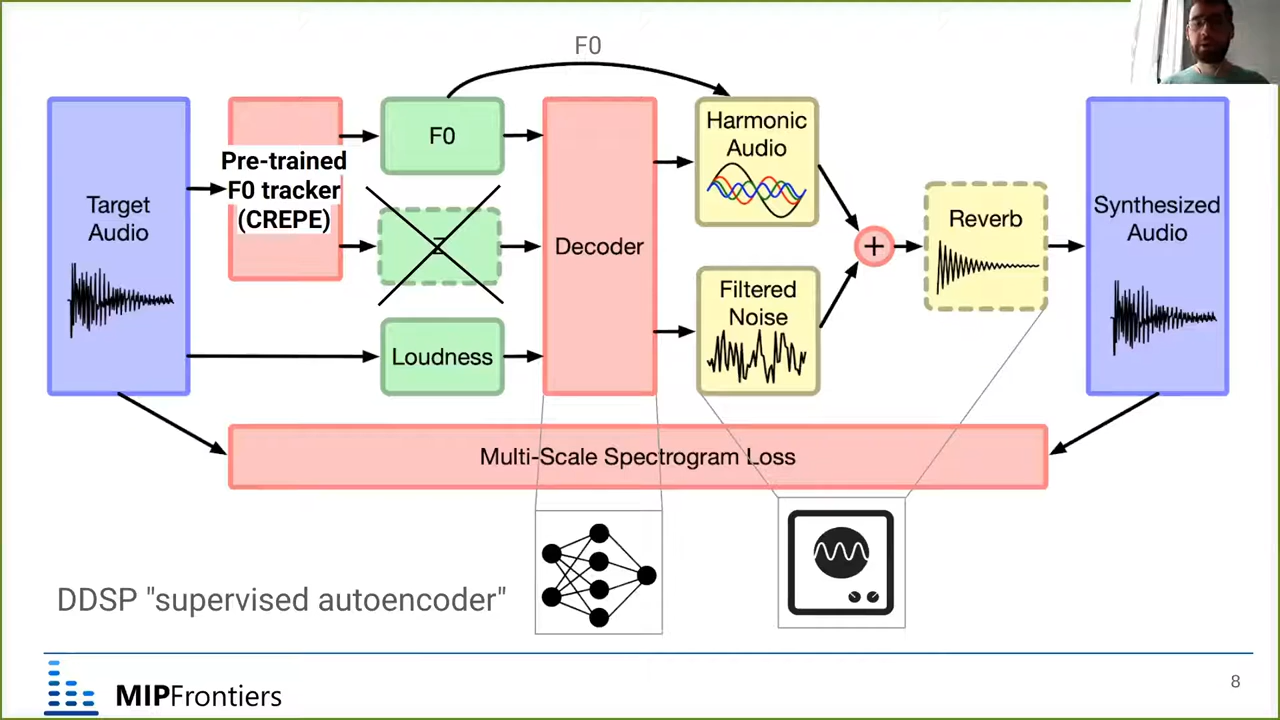 F0
Target
Audio
Pre-trained
F0 tracker
(CREPE)
F0
Z
Loudness
Decoder
Harmonic
Audio
Filtered
Noise
+
Reverb
Synthesized
Audio
Multi-Scale Spectrogram Loss
DDSP "supervised autoencoder"
MIPFrontiers
8